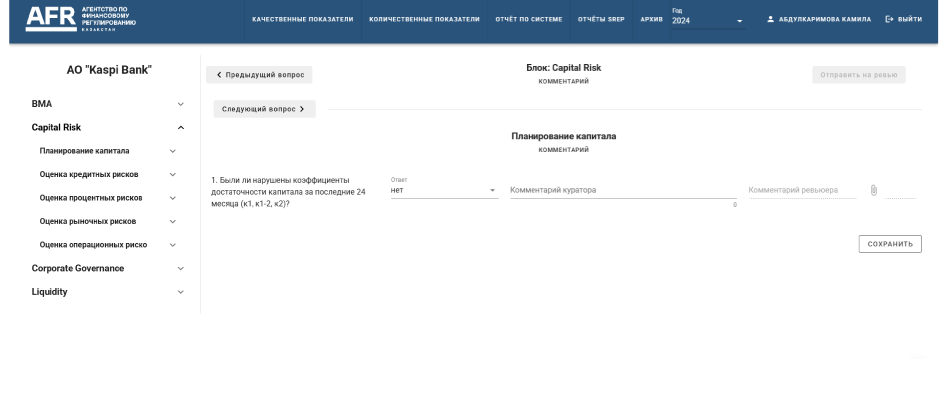 AFR
АГЕНТСТВО ПО
ФИНАНСОВОМУ
РЕГУЛИРОВАНИЮ
КАЗАХСТАН
КАЧЕСТВЕННЫЕ ПОКАЗАТЕЛИ
КОЛИЧЕСТВЕННЫЕ ПОКАЗАТЕЛИ
ОТЧЁТ ПО СИСТЕМЕ
ОТЧЁТЫ SREP
АРХИВ
Год
2024
АБДУЛКАРИМОВА КАМИЛА
ВЫЙТИ
АО "Kaspi Bank"
BMA
Capital Risk
Планирование капитала
Оценка кредитных рисков
Оценка процентных рисков
Оценка рыночных рисков
Оценка операционных риско
Corporate Governance
Liquidity
Предыдущий вопрос
Блок: Capital Risk
КОММЕНТАРИЙ
Отправить на ревью
Следующий вопрос
Планирование капитала
КОММЕНТАРИЙ
1. Были ли нарушены коэффициенты
достаточности капитала за последние 24
месяца (к1, к1-2, к2)?
Ответ
нет
Комментарий куратора
0
Комментарий ревьюера
СОХРАНИТЬ